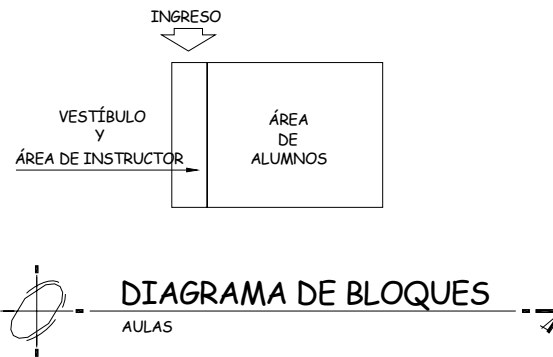 INGRESO
VESTÍBULO
Y
ÁREA DE INSTRUCTOR
ÁREA
DE
ALUMNOS
DIAGRAMA DE BLOQUES
AULAS